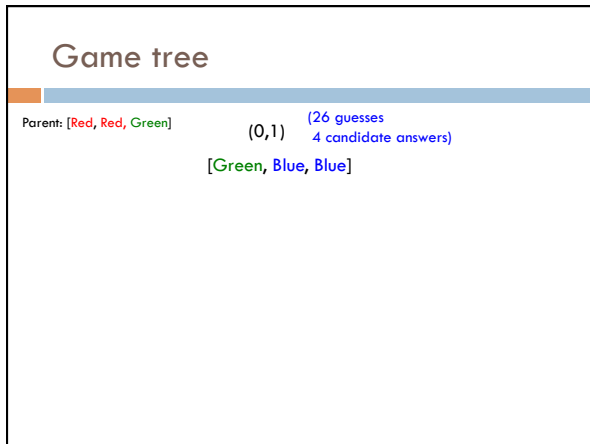 Game tree
Parent: [Red, Red, Green]
(0,1)
(26 guesses
4 candidate answers)
[Green, Blue, Blue]